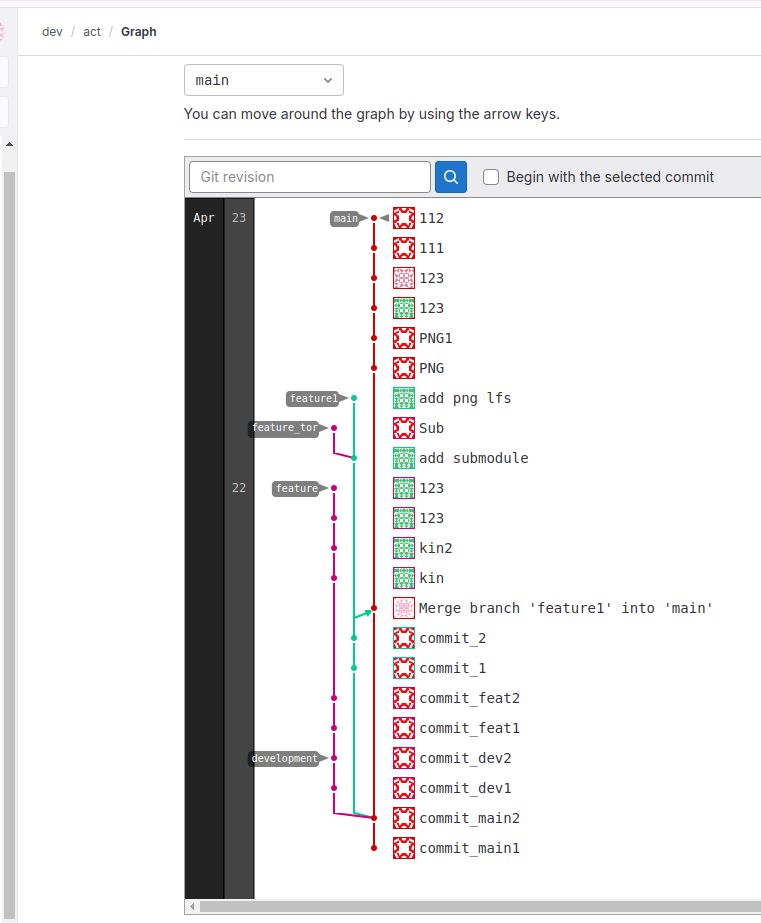 dev / act / Graph
main
You can move around the graph by using the arrow keys.
Git revision
Begin with the selected commit
Apr 23 main 112
111
123
123
PNG1
PNG
feature1 add png lfs
feature_tor Sub
add submodule
22 feature 123
123
kin2
kin
Merge branch 'feature1' into 'main'
commit_2
commit_1
commit_feat2
commit_feat1
development commit_dev2
commit_dev1
commit_main2
commit_main1